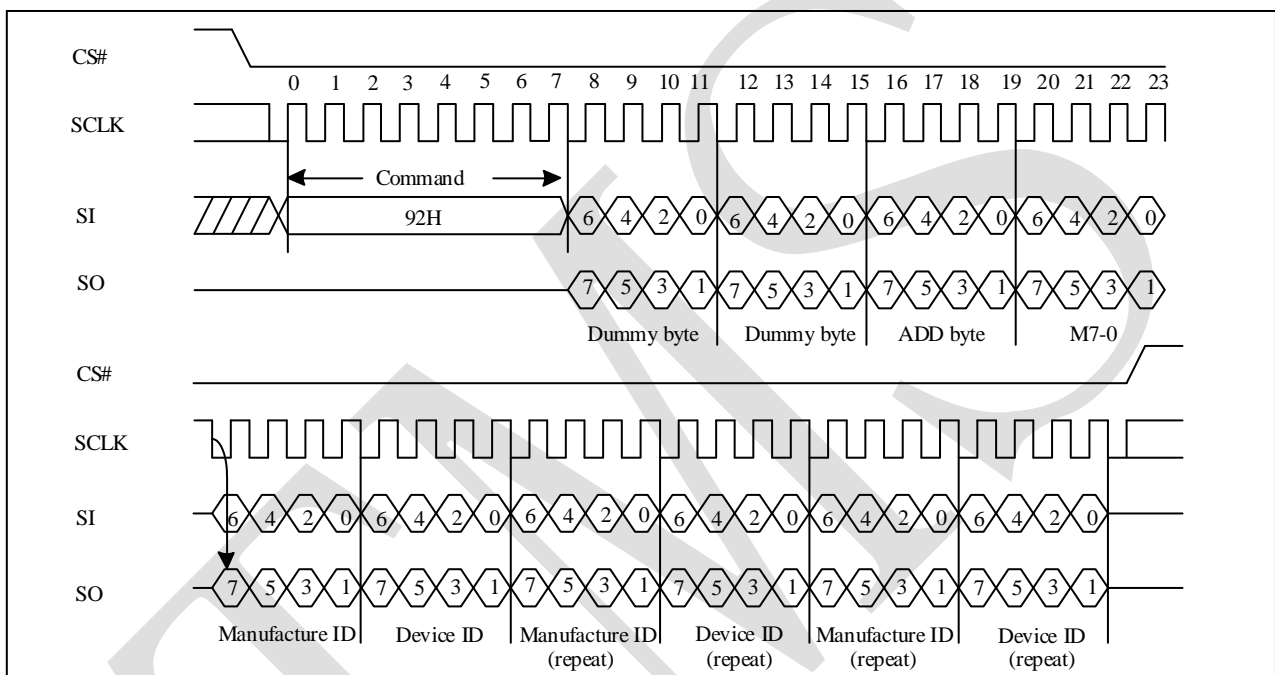 CS#
0 1 2 3 4 5 6 7 8 9 10 11 12 13 14 15 16 17 18 19 20 21 22 23
SCLK
Command
SI 92H 6 4 2 0 6 4 2 0 6 4 2 0 6 4 2 0
SO 7 5 3 1 7 5 3 1 7 5 3 1 7 5 3 1
Dummy byte Dummy byte ADD byte M7-0
CS#
SCLK
SI 6 4 2 0 6 4 2 0 6 4 2 0 6 4 2 0 6 4 2 0 6 4 2 0
SO 7 5 3 1 7 5 3 1 7 5 3 1 7 5 3 1 7 5 3 1 7 5 3 1
Manufacture ID Device ID Manufacture ID Device ID Manufacture ID Device ID
(repeat) (repeat) (repeat) (repeat)
TMS